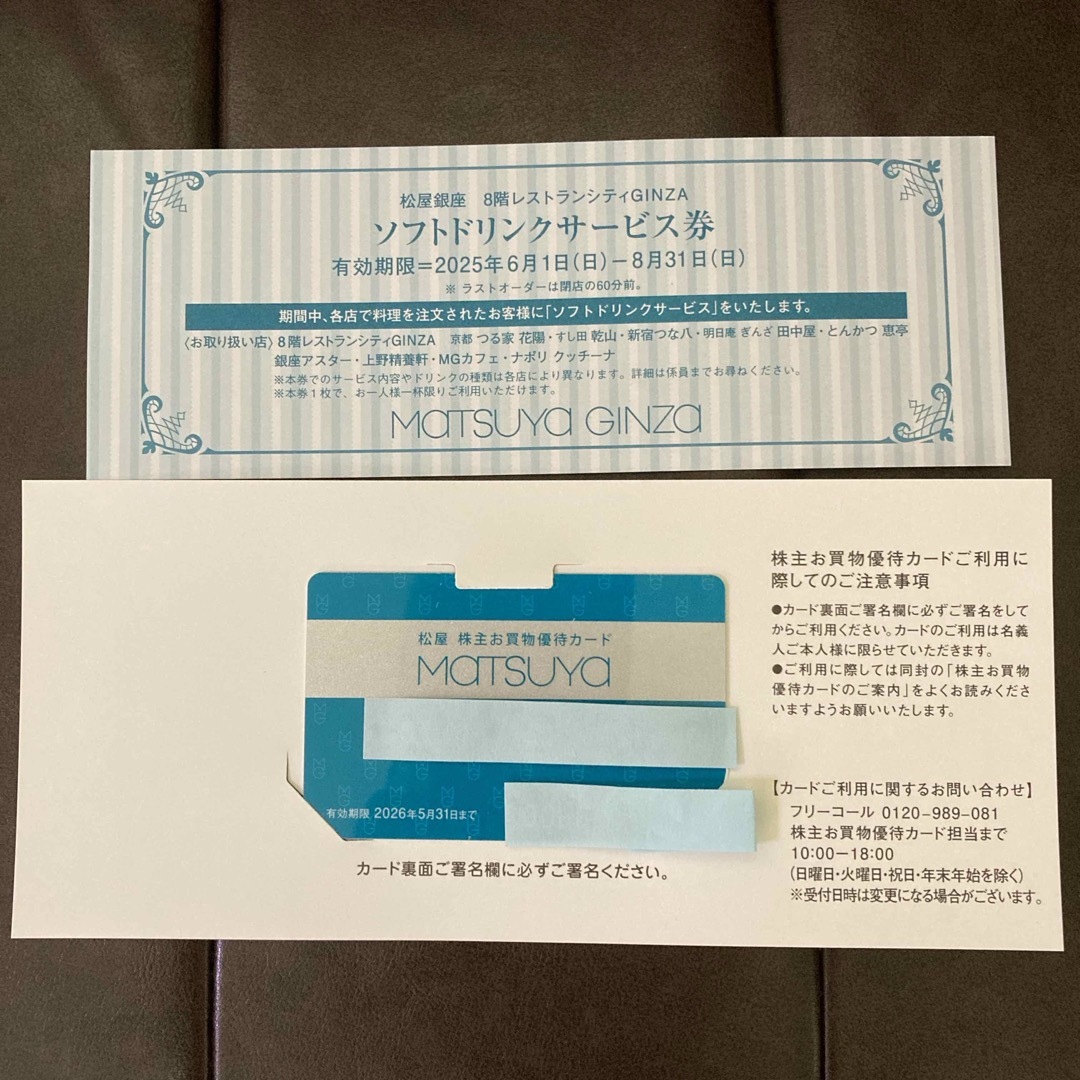 松屋銀座 8階レストランシティGINZA
ソフトドリンクサービス券
有効期限=2025年6月1日(日)-8月31日(日)
※ ラストオーダーは閉店の60分前。
期間中、各店で料理を注文されたお客様に「ソフトドリンクサービス」をいたします。
〈お取り扱い店〉8階レストランシティGINZA 京都 つる家 花陽・すし田 乾山・新宿つな八・明日庵 ぎんざ 田中屋・とんかつ 恵亭
銀座アスター・上野精養軒・MGカフェ・ナポリ クッチーナ
※本券でのサービス内容やドリンクの種類は各店により異なります。詳細は係員までお尋ねください。
※本券1枚で、お一人様一杯限りご利用いただけます。
MATSUYA GINZA
松屋 株主お買物優待カード
MATSUYA
有効期限 2026年5月31日まで
カード裏面ご署名欄に必ずご署名ください。
株主お買物優待カードご利用に
際してのご注意事項
●カード裏面ご署名欄に必ずご署名をして
からご利用ください。カードのご利用は名義
人ご本人様に限らせていただきます。
●ご利用に際しては同封の「株主お買物
優待カードのご案内」をよくお読みくださ
いますようお願いいたします。
【カードご利用に関するお問い合わせ】
フリーコール 0120-989-081
株主お買物優待カード担当まで
10:00-18:00
(日曜日・火曜日・祝日・年末年始を除く)
※受付日時は変更になる場合がございます。